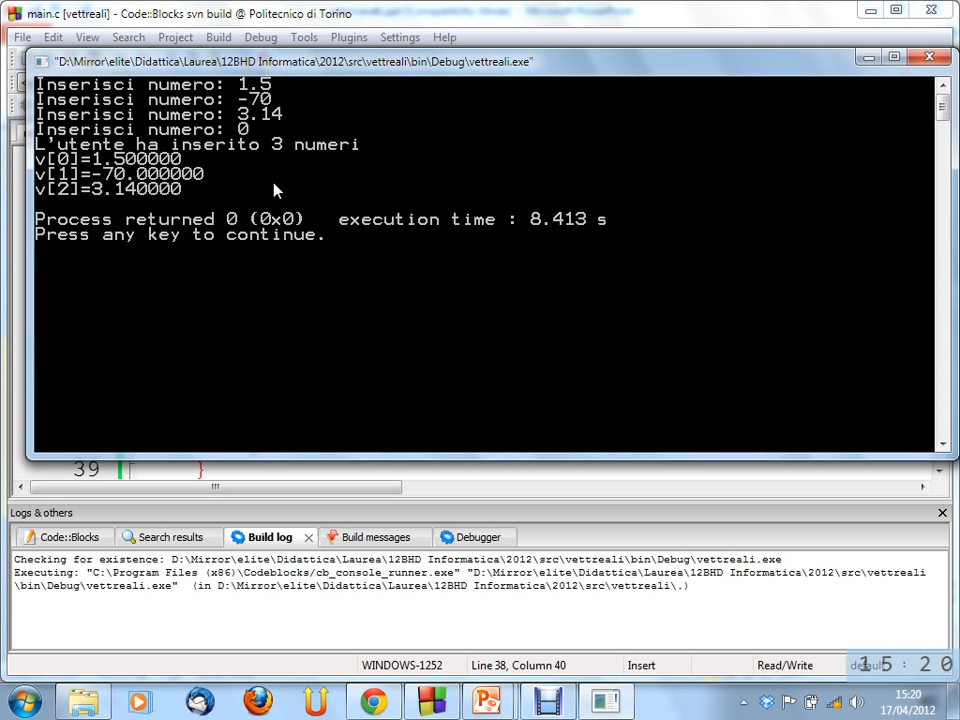 main.c [vettreali] - Code::Blocks svn build @ Politecnico di Torino
File Edit View Search Project Build Debug Tools Plugins Settings Help
"D:\Mirror\elite\Didattica\Laurea\12BHD Informatica\2012\src\vettreali\bin\Debug\vettreali.exe"
Inserisci numero: 1.5
Inserisci numero: -70
Inserisci numero: 3.14
Inserisci numero: 0
L'utente ha inserito 3 numeri
v[0]=1.500000
v[1]=-70.000000
v[2]=3.140000
Process returned 0 (0x0)   execution time : 8.413 s
Press any key to continue.
39 }
Logs & others
Code::Blocks Search results Build log Build messages Debugger
Checking for existence: D:\Mirror\elite\Didattica\Laurea\12BHD Informatica\2012\src\vettreali\bin\Debug\vettreali.exe
Executing: "C:\Program Files (x86)\Codeblocks/cb_console_runner.exe" "D:\Mirror\elite\Didattica\Laurea\12BHD Informatica\2012\src\vettreali
\bin\Debug\vettreali.exe"  (in D:\Mirror\elite\Didattica\Laurea\12BHD Informatica\2012\src\vettreali\.)
WINDOWS-1252 Line 38, Column 40 Insert Read/Write default
15:20
15:20
17/04/2012